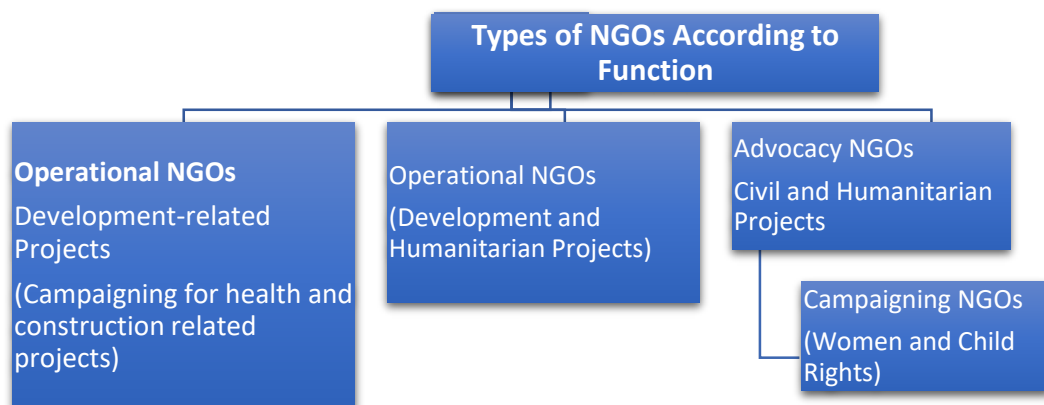 Types of NGOs According to
Function
Operational NGOs
Development-related
Projects
(Campaigning for health and
construction related
projects)
Operational NGOs
(Development and
Humanitarian Projects)
Advocacy NGOs
Civil and Humanitarian
Projects
Campaigning NGOs
(Women and Child
Rights)